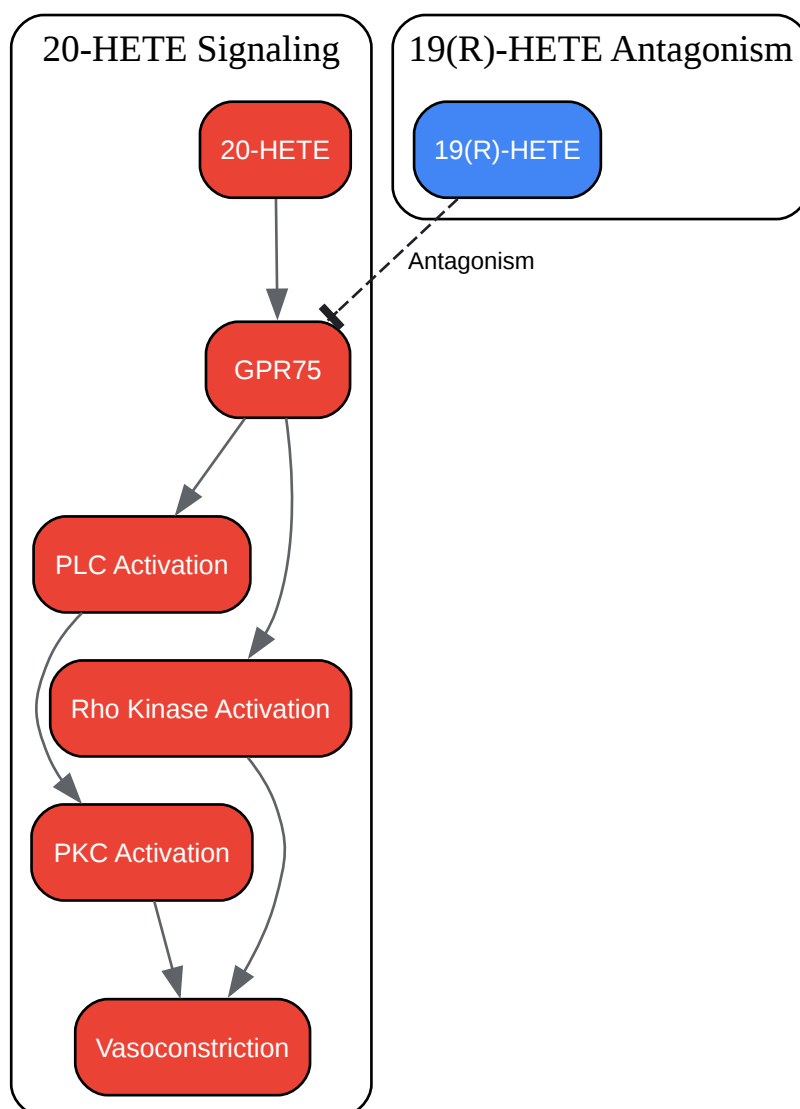 20-HETE Signaling
19(R)-HETE Antagonism
20-HETE
19(R)-HETE
Antagonism
GPR75
PLC Activation
Rho Kinase Activation
PKC Activation
Vasoconstriction